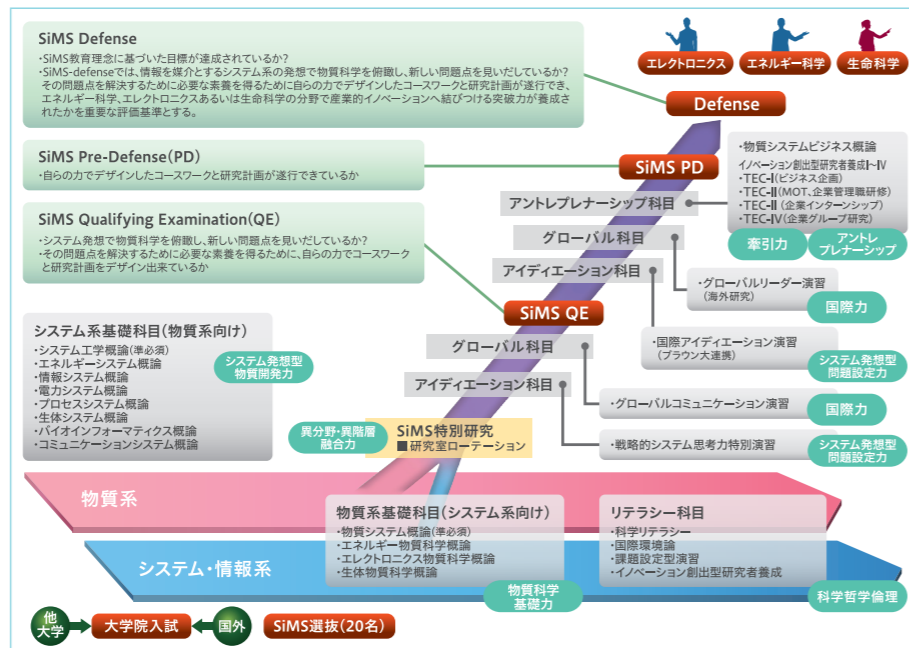 SiMS Defense
・SiMS教育理念に基づいた目標が達成されているか?
・SiMS-defenseでは、情報を媒介とするシステム系の発想で物質科学を俯瞰し、新しい問題点を見いだしているか?
その問題点を解決するために必要な素養を得るために自らの力でデザインしたコースワークと研究計画が遂行でき、
エネルギー科学、エレクトロニクスあるいは生命科学の分野で産業的イノベーションへ結びつける突破力が養成さ
れたかを重要な評価基準とする。
エレクトロニクス
エネルギー科学
生命科学
Defense
SiMS Pre-Defense(PD)
・自らの力でデザインしたコースワークと研究計画が遂行できているか
SiMS PD
・物質システムビジネス概論
イノベーション創出型研究者養成Ⅰ~Ⅳ
・TEC-Ⅰ(ビジネス企画)
・TEC-Ⅱ(MOT、企業管理職研修)
・TEC-Ⅱ(企業インターンシップ)
・TEC-Ⅳ(企業グループ研究)
牽引力
アントレ
プレナーシップ
SiMS Qualifying Examination(QE)
・システム発想で物質科学を俯瞰し、新しい問題点を見いだしているか?
・その問題点を解決するために必要な素養を得るために、自らの力でコースワーク
と研究計画をデザイン出来ているか
アントレプレナーシップ科目
グローバル科目
アイディエーション科目
・グローバルリーダー演習
(海外研究)
国際力
SiMS QE
グローバル科目
アイディエーション科目
・国際アイディエーション演習
(ブラウン大連携)
システム発想型
問題設定力
・グローバルコミュニケーション演習
国際力
・戦略的システム思考力特別演習
システム発想型
問題設定力
システム系基礎科目(物質系向け)
・システム工学概論(準必須)
・エネルギーシステム概論
・情報システム概論
・電力システム概論
・プロセスシステム概論
・生体システム概論
・バイオインフォーマティクス概論
・コミュニケーションシステム概論
システム発想型
物質開発力
異分野・異階層
融合力
SiMS特別研究
■研究室ローテーション
物質系
物質系基礎科目(システム系向け)
・物質システム概論(準必須)
・エネルギー物質科学概論
・エレクトロニクス物質科学概論
・生体物質科学概論
物質科学
基礎力
リテラシー科目
・科学リテラシー
・国際環境論
・課題設定型演習
・イノベーション創出型研究者養成
科学哲学倫理
システム・情報系
他
大学
大学院入試
国外
SiMS選抜(20名)